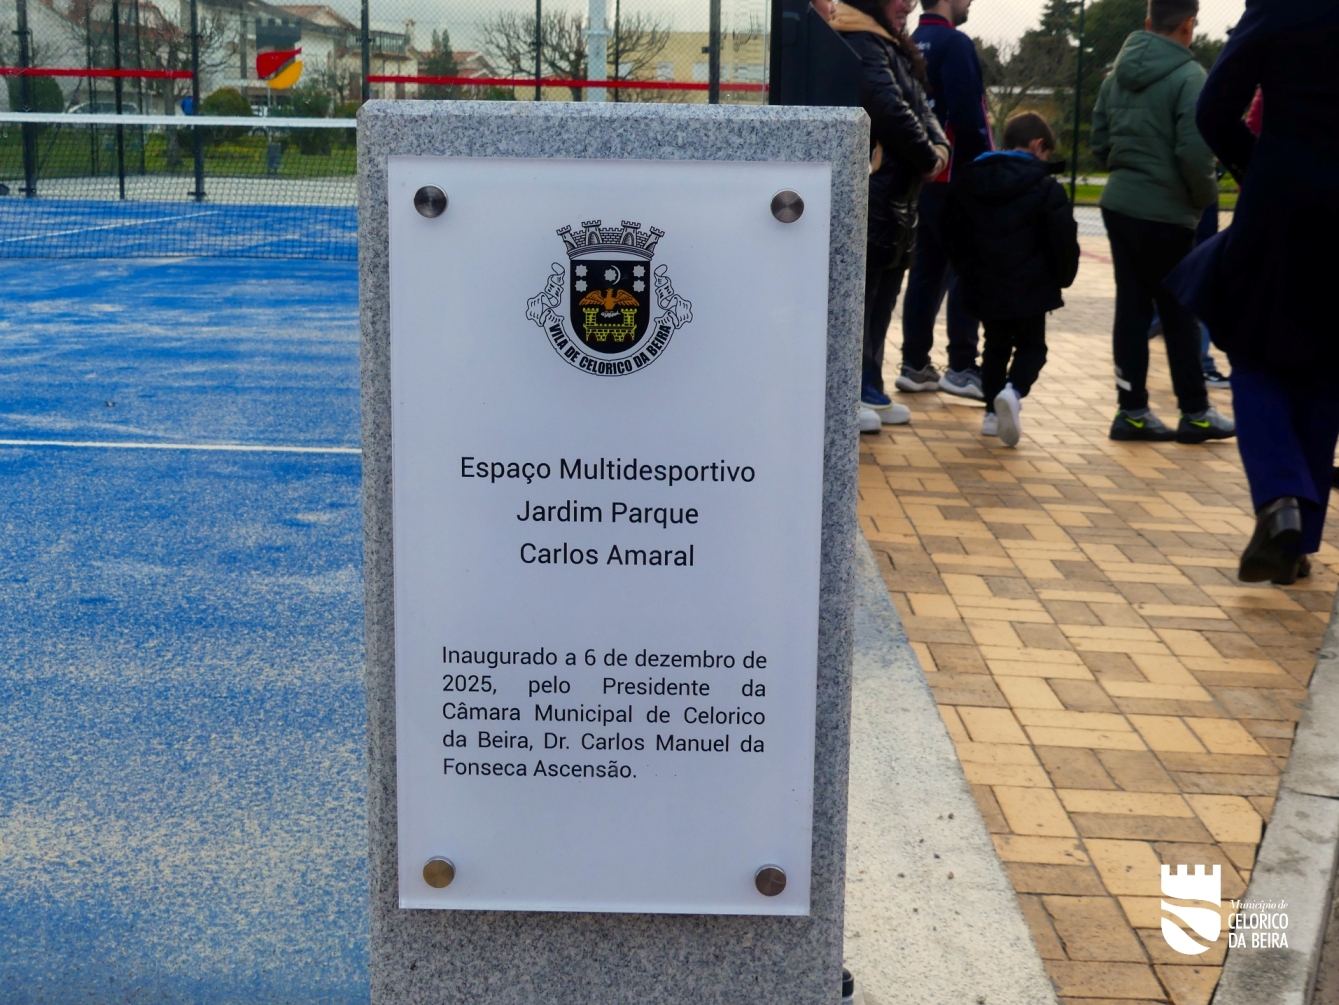 VILA DE CELORICO DA BEIRA
Espaço Multidesportivo
Jardim Parque
Carlos Amaral
Inaugurado a 6 de dezembro de
2025, pelo Presidente da
Câmara Municipal de Celorico
da Beira, Dr. Carlos Manuel da
Fonseca Ascensão.
Município de
CELORICO
DA BEIRA